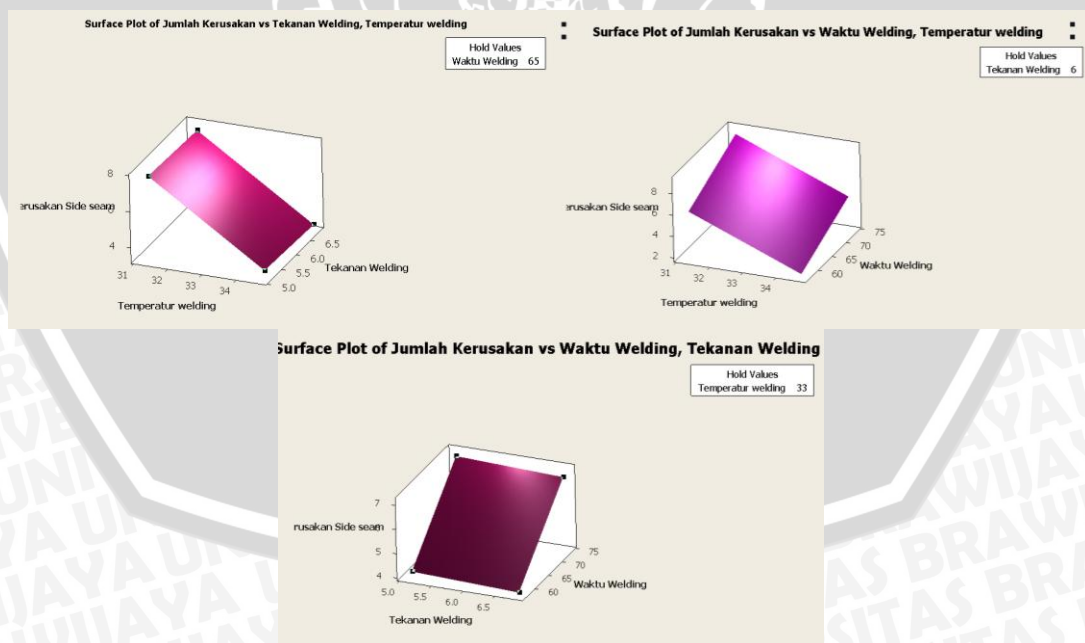 Surface Plot of Jumlah Kerusakan vs Tekanan Welding, Temperatur welding
Hold Values
Waktu Welding 65
8
6
4
erusakan Side seam
31
32
33
34
Temperatur welding
5.0
5.5
6.0
6.5
Tekanan Welding
Surface Plot of Jumlah Kerusakan vs Waktu Welding, Temperatur welding
Hold Values
Tekanan Welding 6
8
6
4
2
erusakan Side seam
31
32
33
34
Temperatur welding
60
65
70
75
Waktu Welding
Surface Plot of Jumlah Kerusakan vs Waktu Welding, Tekanan Welding
Hold Values
Temperatur welding 33
7
5
4
rusakan Side seam
5.0
5.5
6.0
6.5
Tekanan Welding
60
65
70
75
Waktu Welding